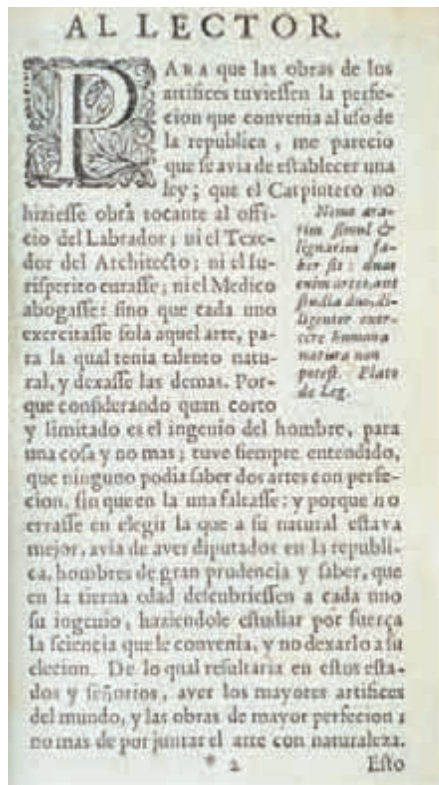 AL LECTOR.
PARA que las obras de los
artifices tuviessen la perfe-
cion que convenia al uso de
la republica, me parecio
que se avia de establecer una
ley; que el Carpintero no
hiziesse obra tocante al offi-
cio del Labrador; ni el Texe-
dor del Architecto; ni el Iu-
risperito curasse; ni el Medico
abogasse: sino que cada uno
exercitasse sola aquel arte, pa-
ra la qual tenia talento natu-
ral, y dexasse las demas. Por-
que considerando quan corto
Nemo æra-
rius simul &
lignarius fa-
ber sit: duas
enim artes, aut
studia duo, di-
ligenter exer-
cere humana
natura non
potest. Plato
de Leg.
y limitado es el ingenio del hombre, para
una cosa y no mas; tuve siempre entendido,
que ninguno podia saber dos artes con perfe-
cion, sin que en la una faltasse: y porque no
errasse en elegir la que a su natural estava
mejor, avia de aver diputados en la republi-
ca, hombres de gran prudencia y saber, que
en la tierna edad descubriessen a cada uno
su ingenio, haziendole estudiar por fuerça
la sciencia que le convenia, y no dexarlo a su
elecion. De lo qual resultaria en estos esta-
dos y señorios, aver los mayores artifices
del mundo, y las obras de mayor perfecion;
no mas de por juntar el arte con naturaleza.
* 2 Esto